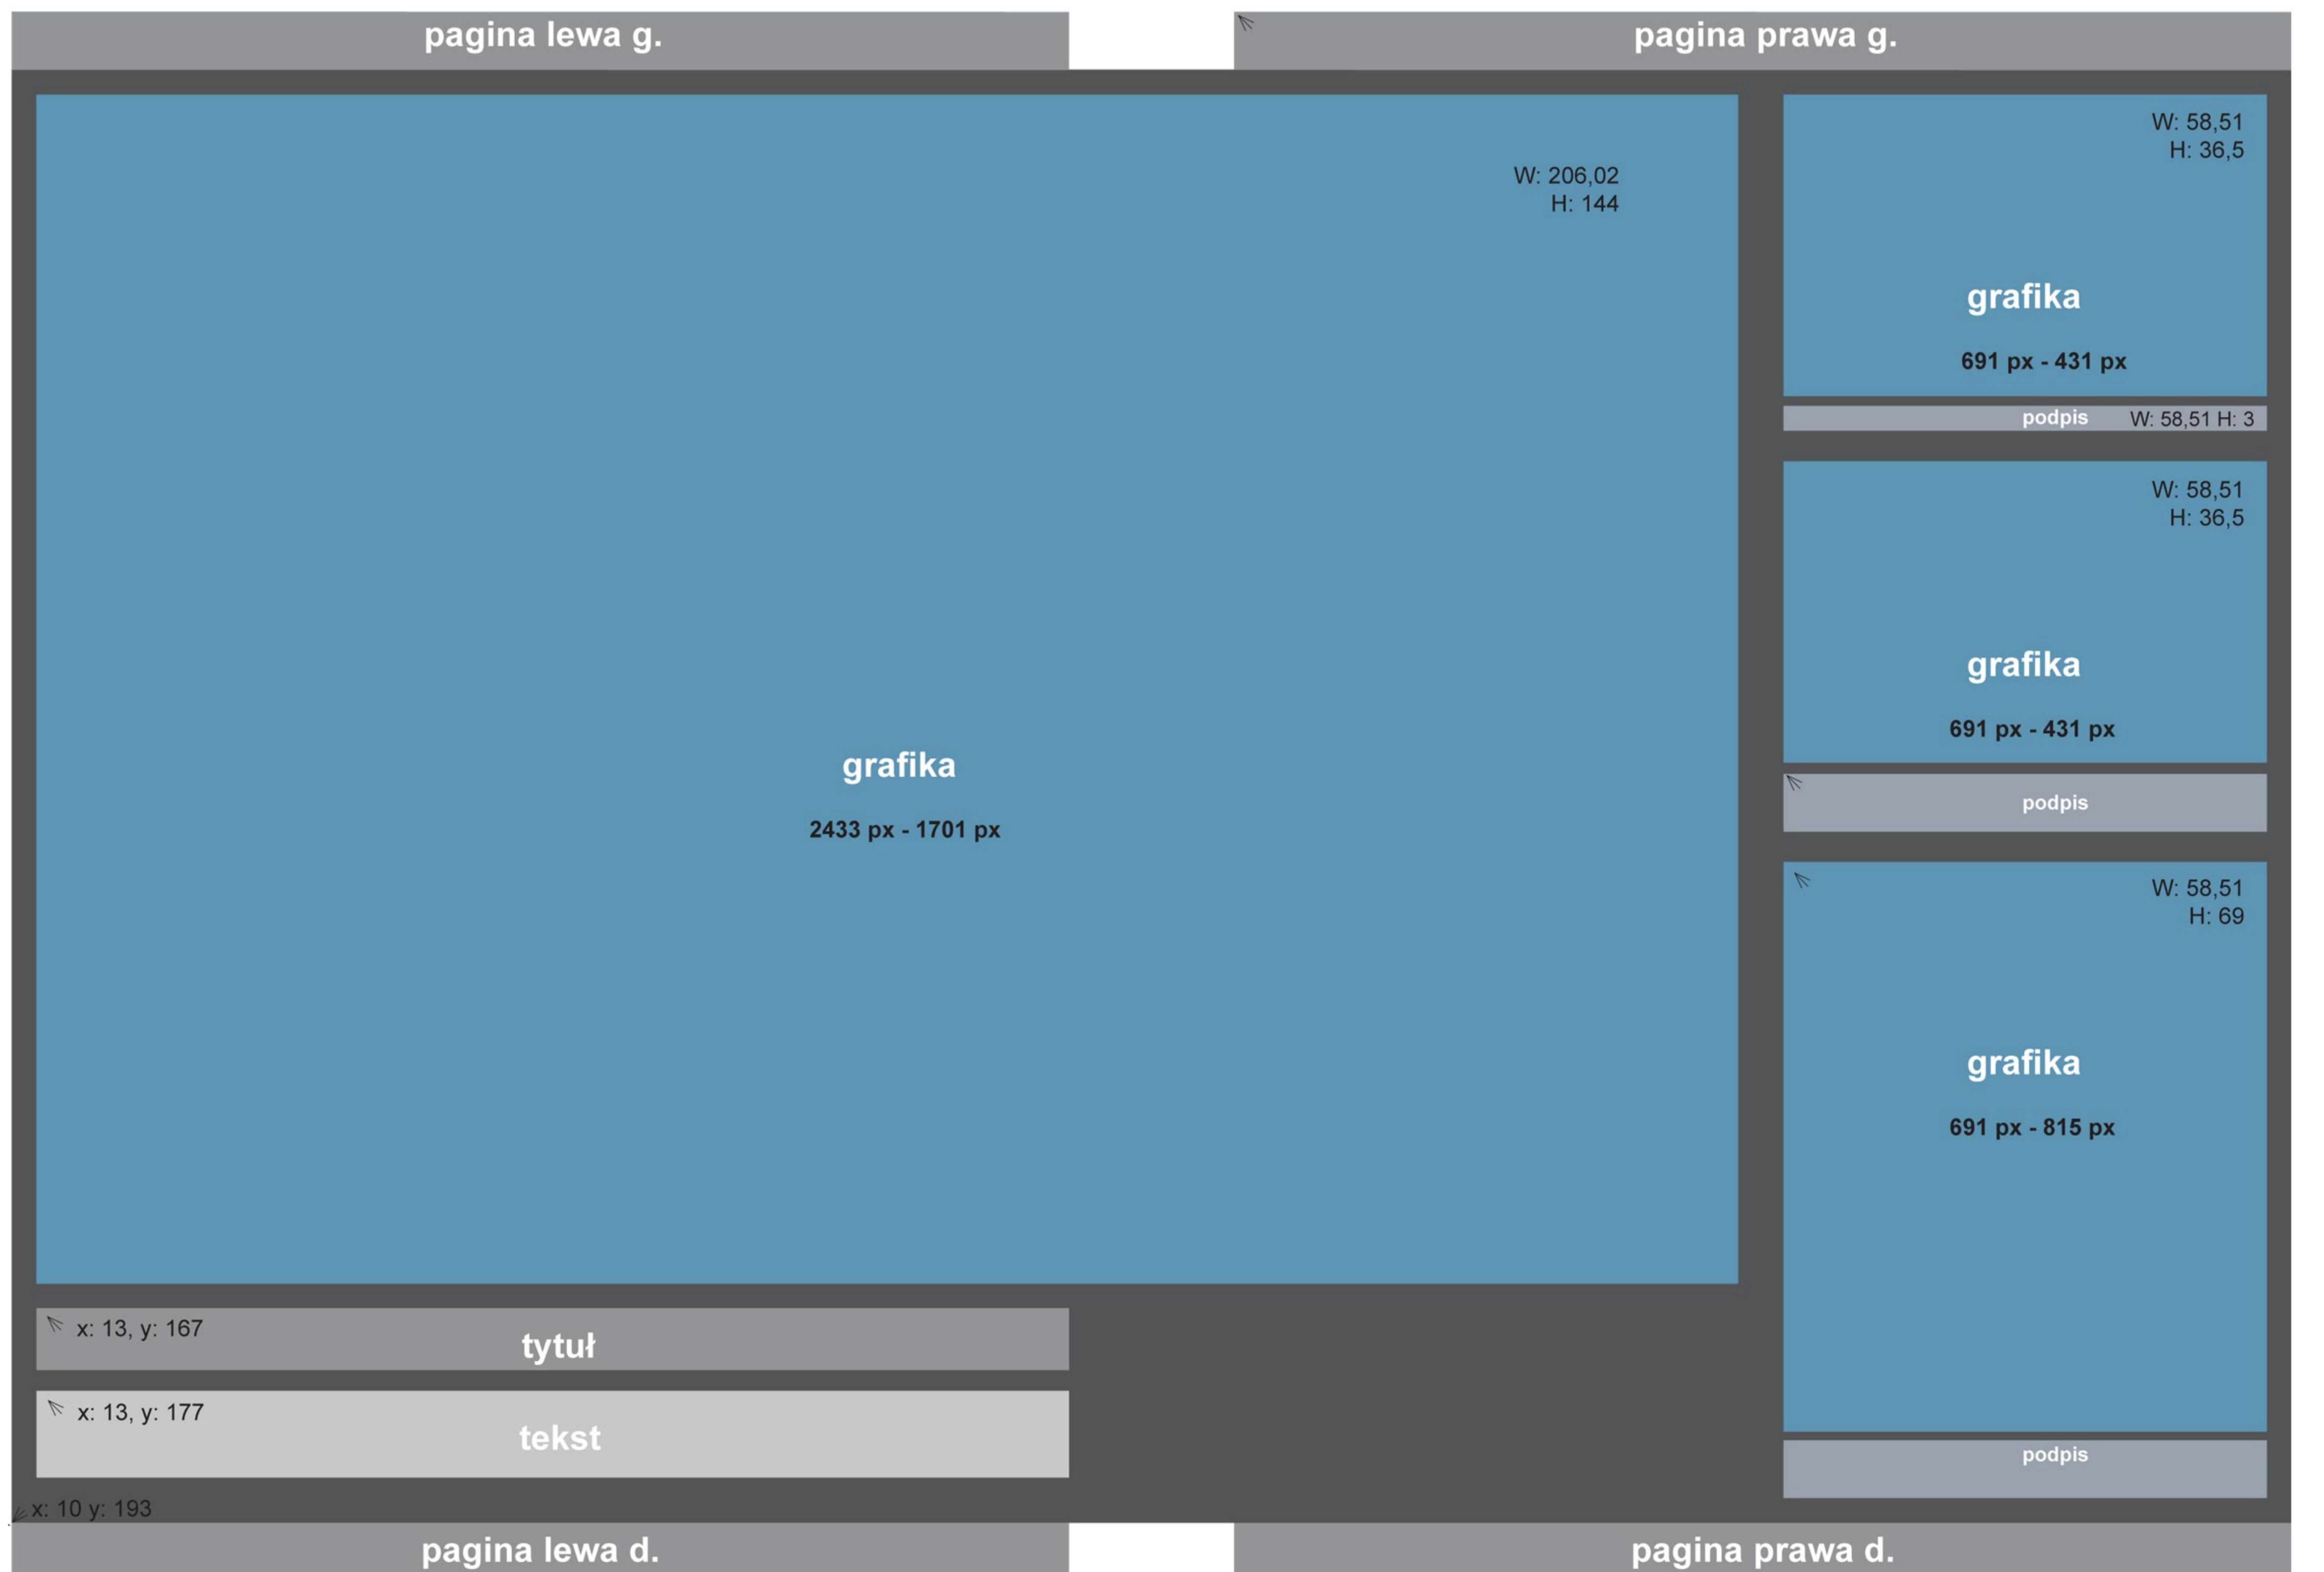 pagina lewa g.
pagina prawa g.
W: 206,02
H: 144
grafika
2433 px - 1701 px
W: 58,51
H: 36,5
grafika
691 px - 431 px
podpis
W: 58,51 H: 3
W: 58,51
H: 36,5
grafika
691 px - 431 px
podpis
W: 58,51
H: 69
grafika
691 px - 815 px
podpis
x: 13, y: 167
tytuł
x: 13, y: 177
tekst
x: 10 y: 193
pagina lewa d.
pagina prawa d.